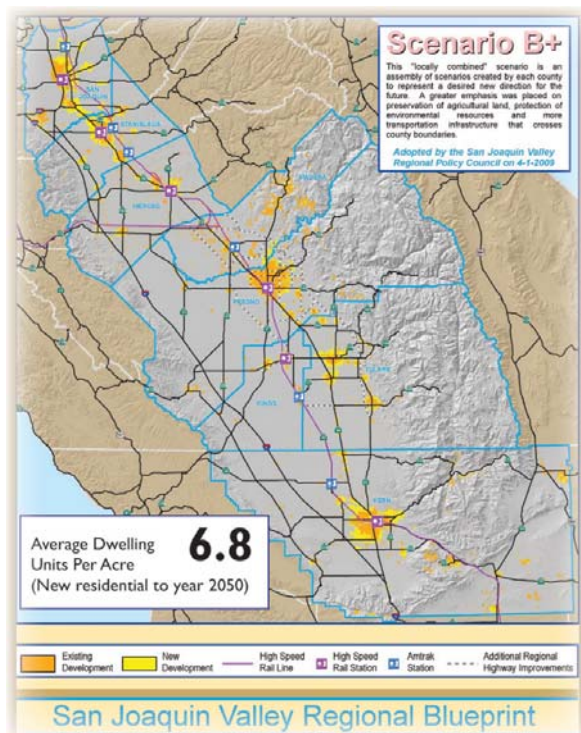 Scenario B+
This "locally combined" scenario is an
assembly of scenarios created by each county
to represent a desired new direction for the
future. A greater emphasis was placed on
preservation of agricultural land, protection of
environmental resources and more
transportation infrastructure that crosses
county boundaries.
Adopted by the San Joaquin Valley
Regional Policy Council on 4-1-2009
SAN
JOAQUIN
STANISLAUS
MERCED
MADERA
FRESNO
KINGS
TULARE
KERN
Average Dwelling
Units Per Acre
(New residential to year 2050)
6.8
Existing
Development
New
Development
High Speed
Rail Line
High Speed
Rail Station
Amtrak
Station
Additional Regional
Highway Improvements
San Joaquin Valley Regional Blueprint